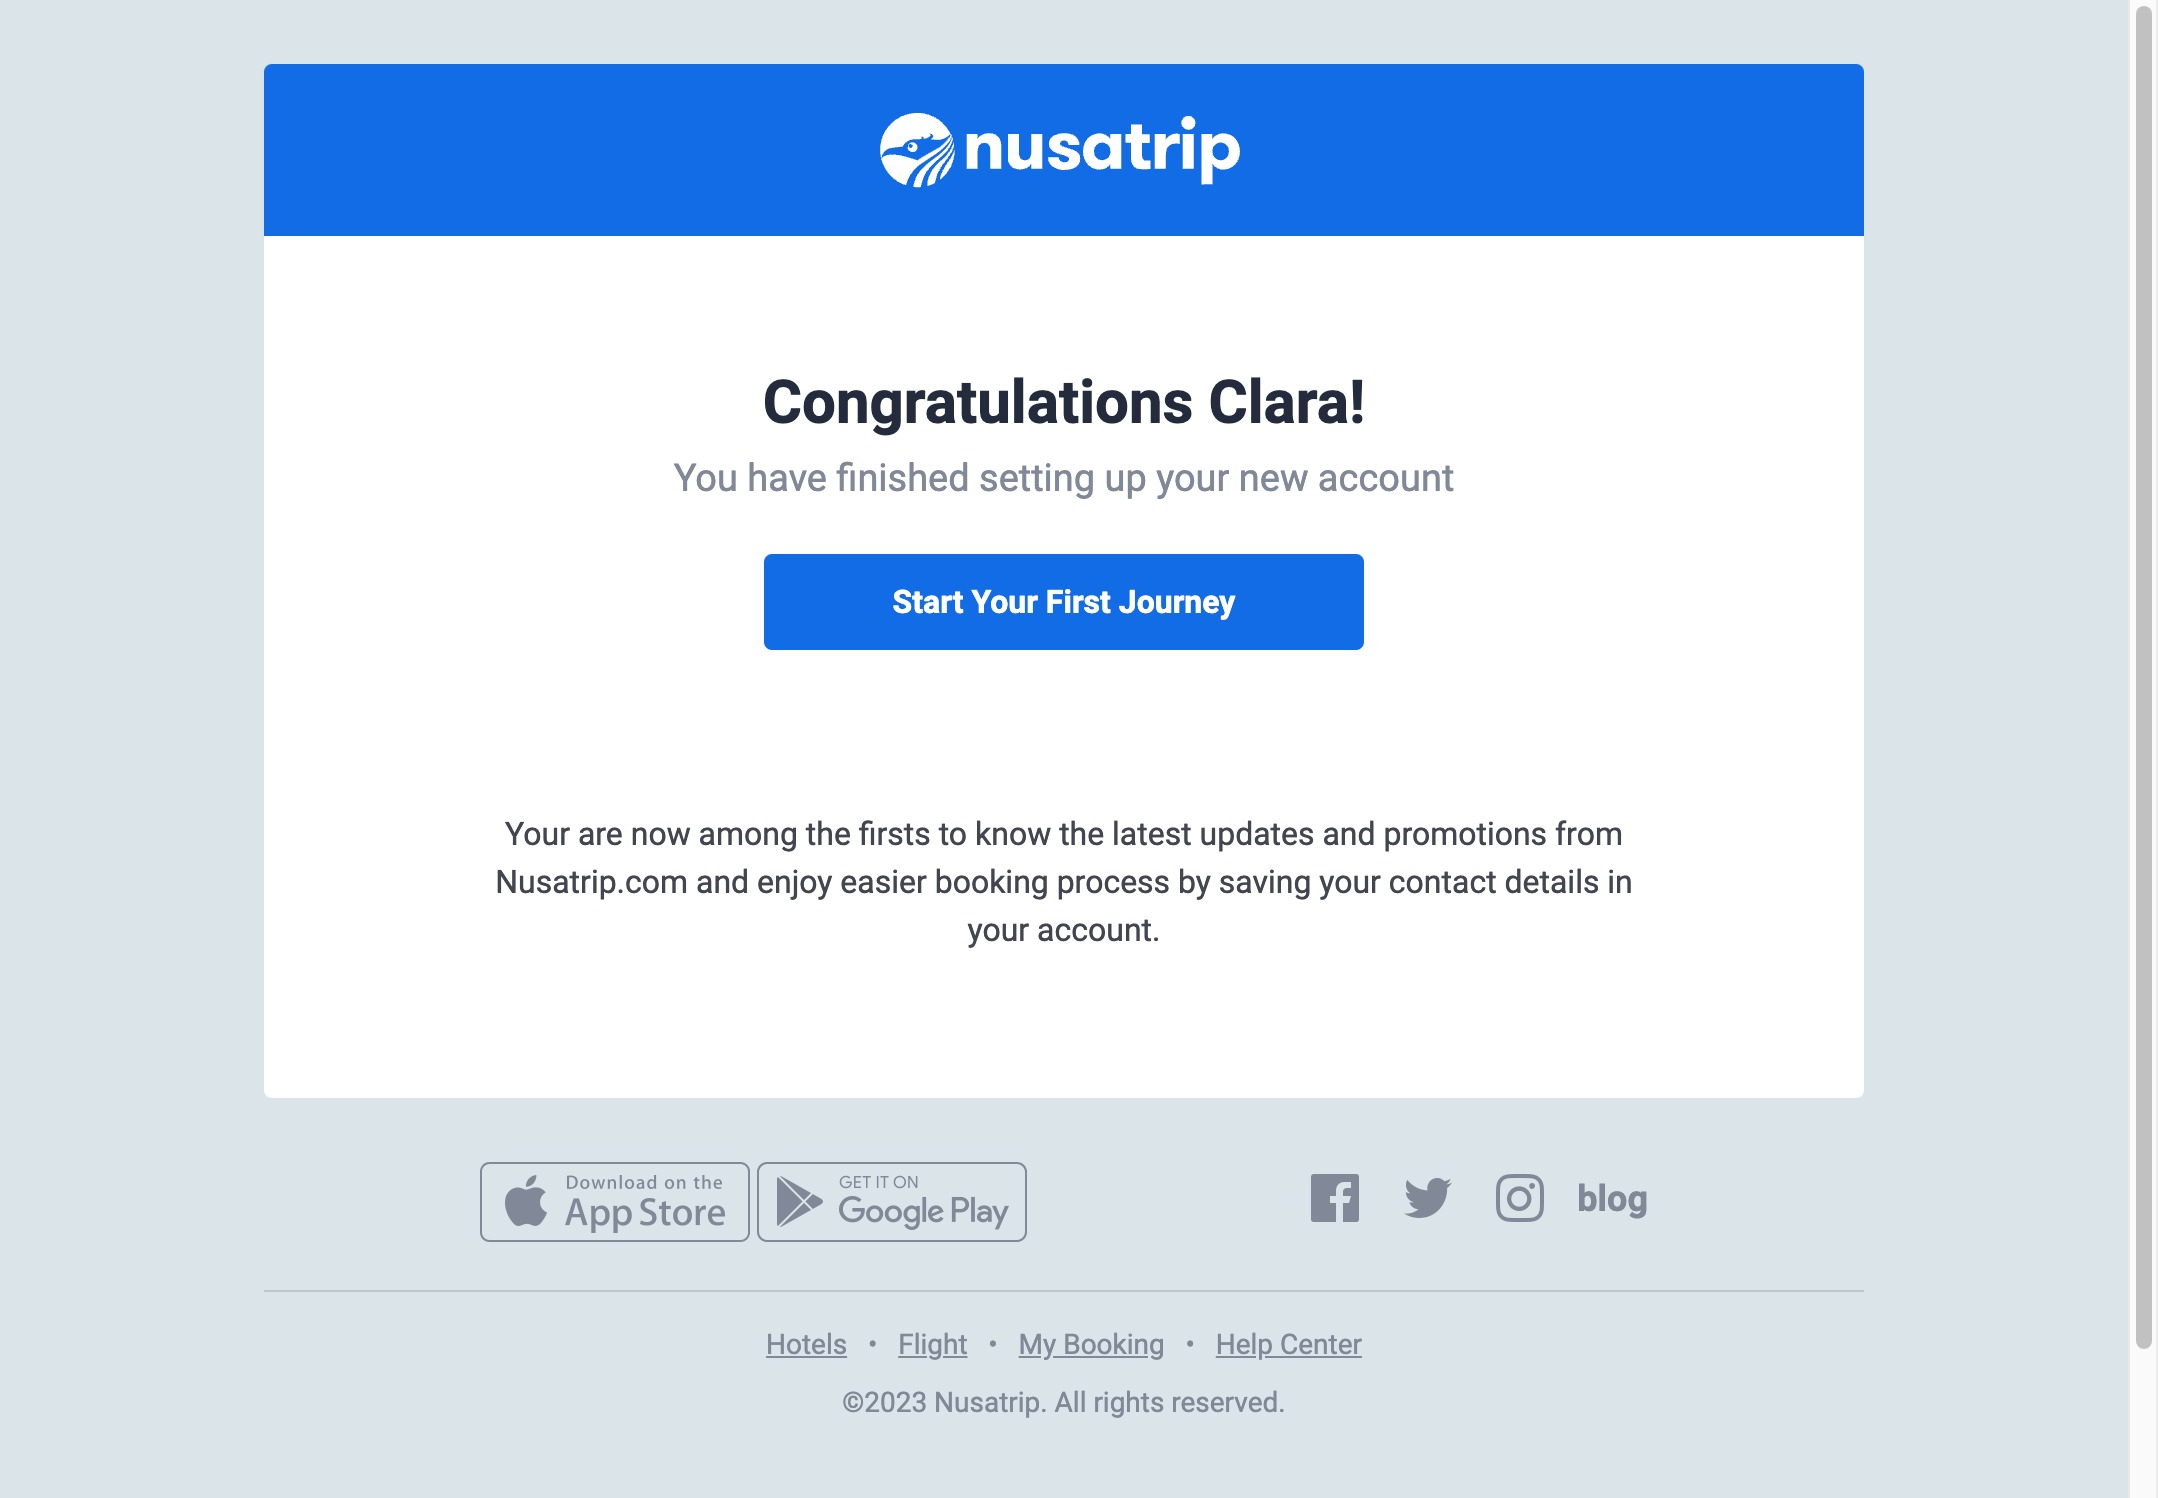 nusatrip
Congratulations Clara!
You have finished setting up your new account
Start Your First Journey
Your are now among the firsts to know the latest updates and promotions from
Nusatrip.com and enjoy easier booking process by saving your contact details in
your account.
Download on the
App Store
GET IT ON
Google Play
blog
Hotels • Flight • My Booking • Help Center
©2023 Nusatrip. All rights reserved.